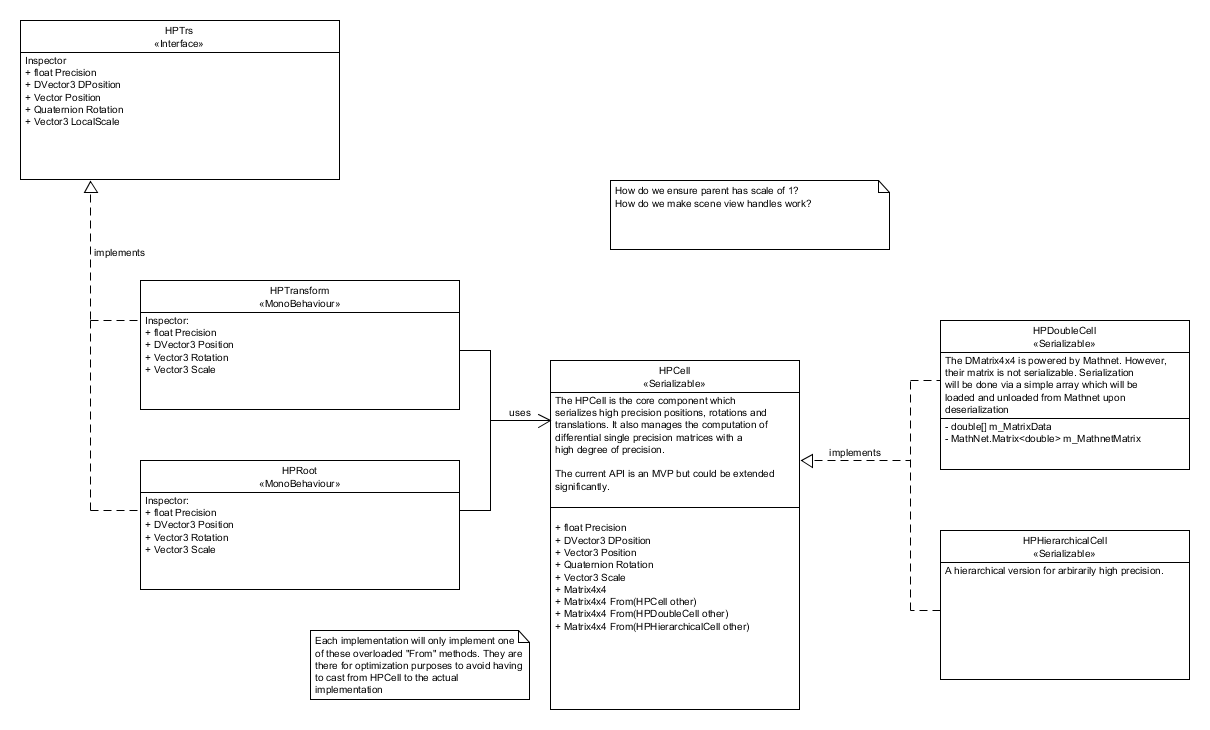 HPTrs
«Interface»
Inspector
+ float Precision
+ DVector3 DPosition
+ Vector Position
+ Quaternion Rotation
+ Vector3 LocalScale
How do we ensure parent has scale of 1?
How do we make scene view handles work?
implements
HPTransform
«MonoBehaviour»
Inspector:
+ float Precision
+ DVector3 Position
+ Vector3 Rotation
+ Vector3 Scale
HPRoot
«MonoBehaviour»
Inspector:
+ float Precision
+ DVector3 Position
+ Vector3 Rotation
+ Vector3 Scale
uses
HPCell
«Serializable»
The HPCell is the core component which
serializes high precision positions, rotations and
translations. It also manages the computation of
differential single precision matrices with a
high degree of precision.
The current API is an MVP but could be extended
significantly.
+ float Precision
+ DVector3 DPosition
+ Vector3 Position
+ Quaternion Rotation
+ Vector3 Scale
+ Matrix4x4
+ Matrix4x4 From(HPCell other)
+ Matrix4x4 From(HPDoubleCell other)
+ Matrix4x4 From(HPHierarchicalCell other)
implements
HPDoubleCell
«Serializable»
The DMatrix4x4 is powered by Mathnet. However,
their matrix is not serializable. Serialization
will be done via a simple array which will be
loaded and unloaded from Mathnet upon
deserialization
- double[] m_MatrixData
- MathNet.Matrix<double> m_MathnetMatrix
HPHierarchicalCell
«Serializable»
A hierarchical version for arbirarily high precision.
Each implementation will only implement one
of these overloaded "From" methods. They are
there for optimization purposes to avoid having
to cast from HPCell to the actual
implementation